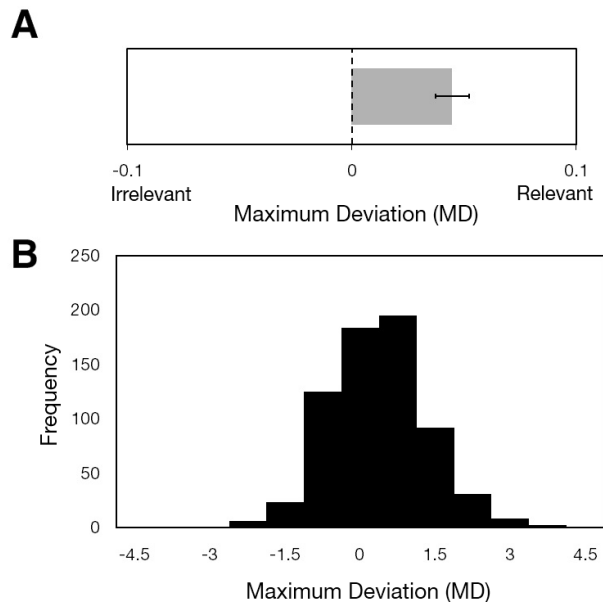 A
-0.1 0 0.1
Irrelevant Relevant
Maximum Deviation (MD)
B
250
200
150
100
50
0
Frequency
-4.5 -3 -1.5 0 1.5 3 4.5
Maximum Deviation (MD)